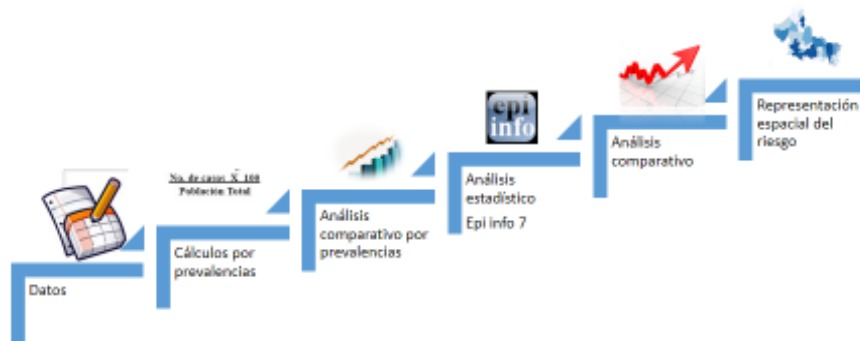 Datos
No. de casos X 100
Población Total
Cálculos por
prevalencias
Análisis
comparativo por
prevalencias
epi
info
Análisis
estadístico
Epi info 7
Análisis
comparativo
Representación
espacial del
riesgo